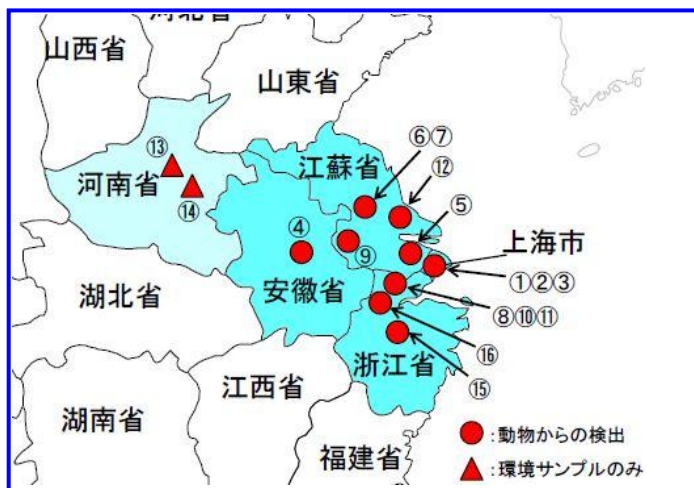 河北省
山西省
山東省
⑬
河南省
⑭
江蘇省
⑥⑦
⑫
⑤
④
⑨
上海市
①②③
安徽省
⑧⑩⑪
湖北省
⑯
浙江省
⑮
江西省
湖南省
福建省
:動物からの検出
:環境サンプルのみ